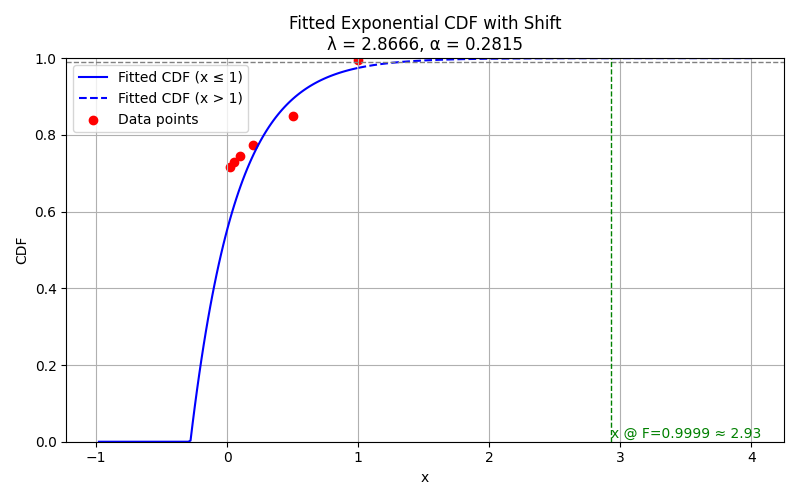 Fitted Exponential CDF with Shift
λ = 2.8666, α = 0.2815
Fitted CDF (x ≤ 1)
Fitted CDF (x > 1)
Data points
CDF
1.0
0.8
0.6
0.4
0.2
0.0
x @ F=0.9999 ≈ 2.93
−1
0
1
2
3
4
x